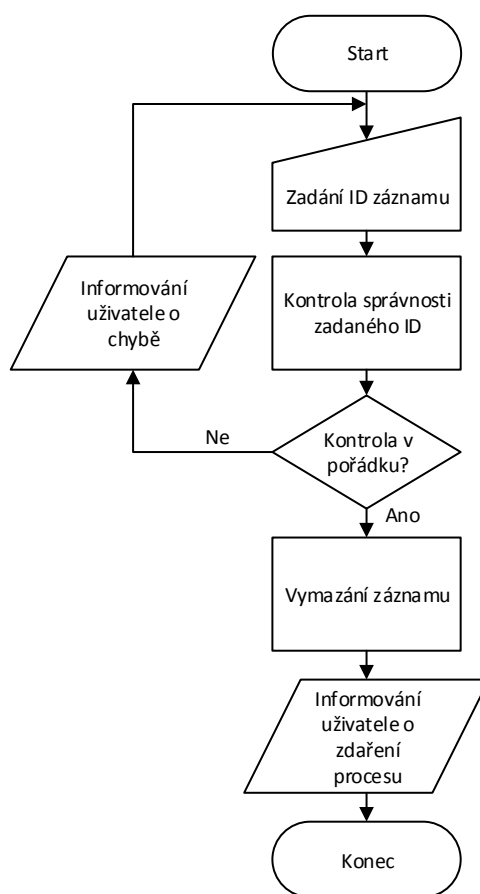 Start
Zadání ID záznamu
Informování
uživatele o
chybě
Kontrola správnosti
zadaného ID
Ne
Kontrola v
pořádku?
Ano
Vymazání záznamu
Informování
uživatele o
zdaření
procesu
Konec